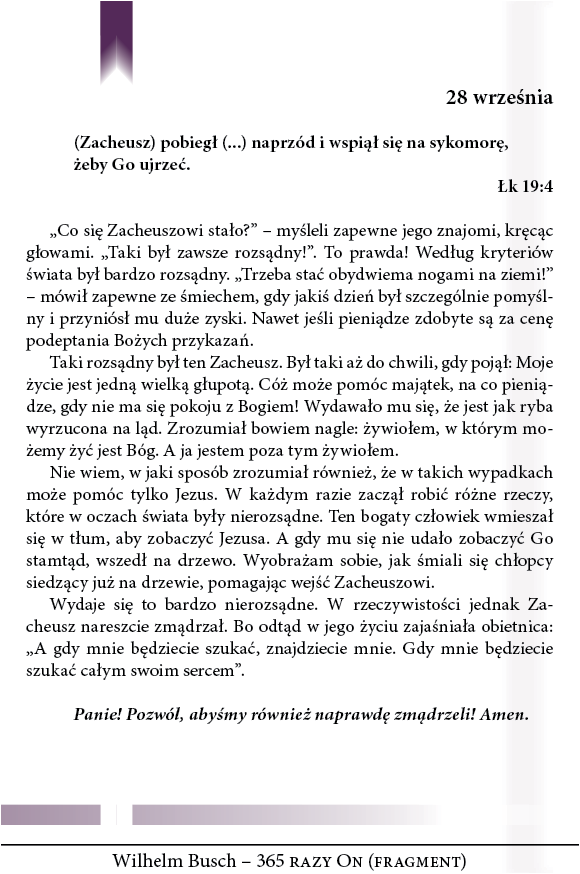 28 września
(Zacheusz) pobiegł (...) naprzód i wspiął się na sykomorę,
żeby Go ujrzeć.
Łk 19:4
„Co się Zacheuszowi stało?” – myśleli zapewne jego znajomi, kręcąc
głowami. „Taki był zawsze rozsądny!”. To prawda! Według kryteriów
świata był bardzo rozsądny. „Trzeba stać obydwiema nogami na ziemi!”
– mówił zapewne ze śmiechem, gdy jakiś dzień był szczególnie pomyśl-
ny i przyniósł mu duże zyski. Nawet jeśli pieniądze zdobyte są za cenę
podeptania Bożych przykazań.
Taki rozsądny był ten Zacheusz. Był taki aż do chwili, gdy pojął: Moje
życie jest jedną wielką głupotą. Cóż może pomóc majątek, na co pienią-
dze, gdy nie ma się pokoju z Bogiem! Wydawało mu się, że jest jak ryba
wyrzucona na ląd. Zrozumiał bowiem nagle: żywiołem, w którym mo-
żemy żyć jest Bóg. A ja jestem poza tym żywiołem.
Nie wiem, w jaki sposób zrozumiał również, że w takich wypadkach
może pomóc tylko Jezus. W każdym razie zaczął robić różne rzeczy,
które w oczach świata były nierozsądne. Ten bogaty człowiek wmieszał
się w tłum, aby zobaczyć Jezusa. A gdy mu się nie udało zobaczyć Go
stamtąd, wszedł na drzewo. Wyobrażam sobie, jak śmiali się chłopcy
siedzący już na drzewie, pomagając wejść Zacheuszowi.
Wydaje się to bardzo nierozsądne. W rzeczywistości jednak Za-
cheusz nareszcie zmądrzał. Bo odtąd w jego życiu zajaśniała obietnica:
„A gdy mnie będziecie szukać, znajdziecie mnie. Gdy mnie będziecie
szukać całym swoim sercem”.
Panie! Pozwól, abyśmy również naprawdę zmądrzeli! Amen.
Wilhelm Busch – 365 razy On (fragment)